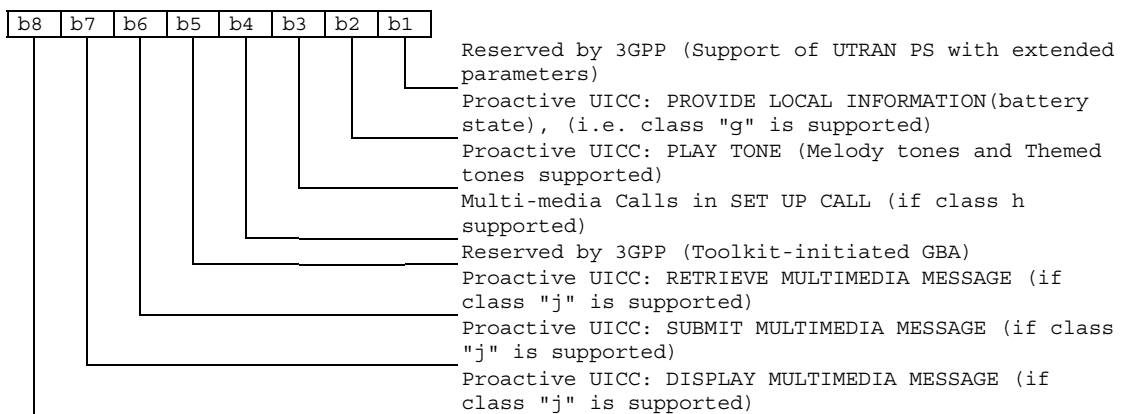 b8 b7 b6 b5 b4 b3 b2 b1
Reserved by 3GPP (Support of UTRAN PS with extended
parameters)
Proactive UICC: PROVIDE LOCAL INFORMATION(battery
state), (i.e. class "g" is supported)
Proactive UICC: PLAY TONE (Melody tones and Themed
tones supported)
Multi-media Calls in SET UP CALL (if class h
supported)
Reserved by 3GPP (Toolkit-initiated GBA)
Proactive UICC: RETRIEVE MULTIMEDIA MESSAGE (if
class "j" is supported)
Proactive UICC: SUBMIT MULTIMEDIA MESSAGE (if class
"j" is supported)
Proactive UICC: DISPLAY MULTIMEDIA MESSAGE (if
class "j" is supported)